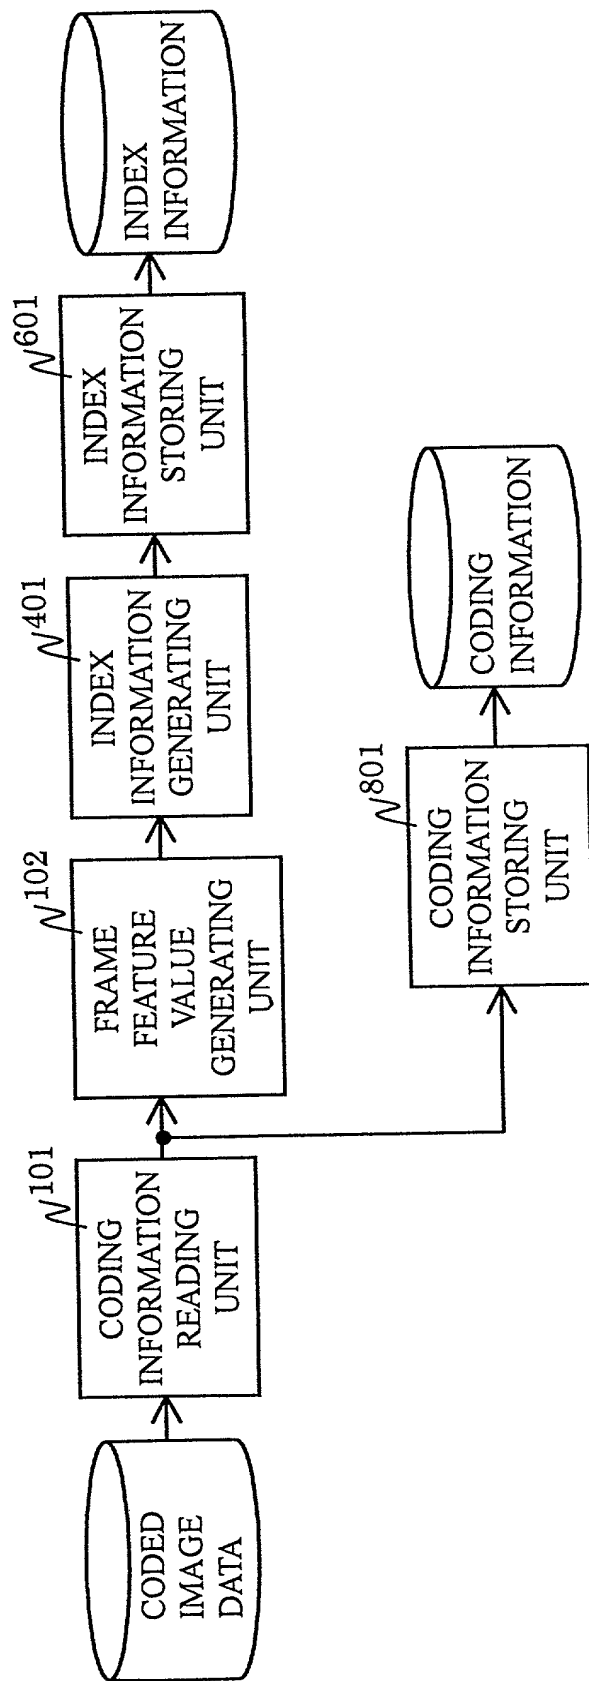 CODED
IMAGE
DATA
101
CODING
INFORMATION
READING
UNIT
102
FRAME
FEATURE
VALUE
GENERATING
UNIT
401
INDEX
INFORMATION
GENERATING
UNIT
601
INDEX
INFORMATION
STORING
UNIT
INDEX
INFORMATION
801
CODING
INFORMATION
STORING
UNIT
CODING
INFORMATION